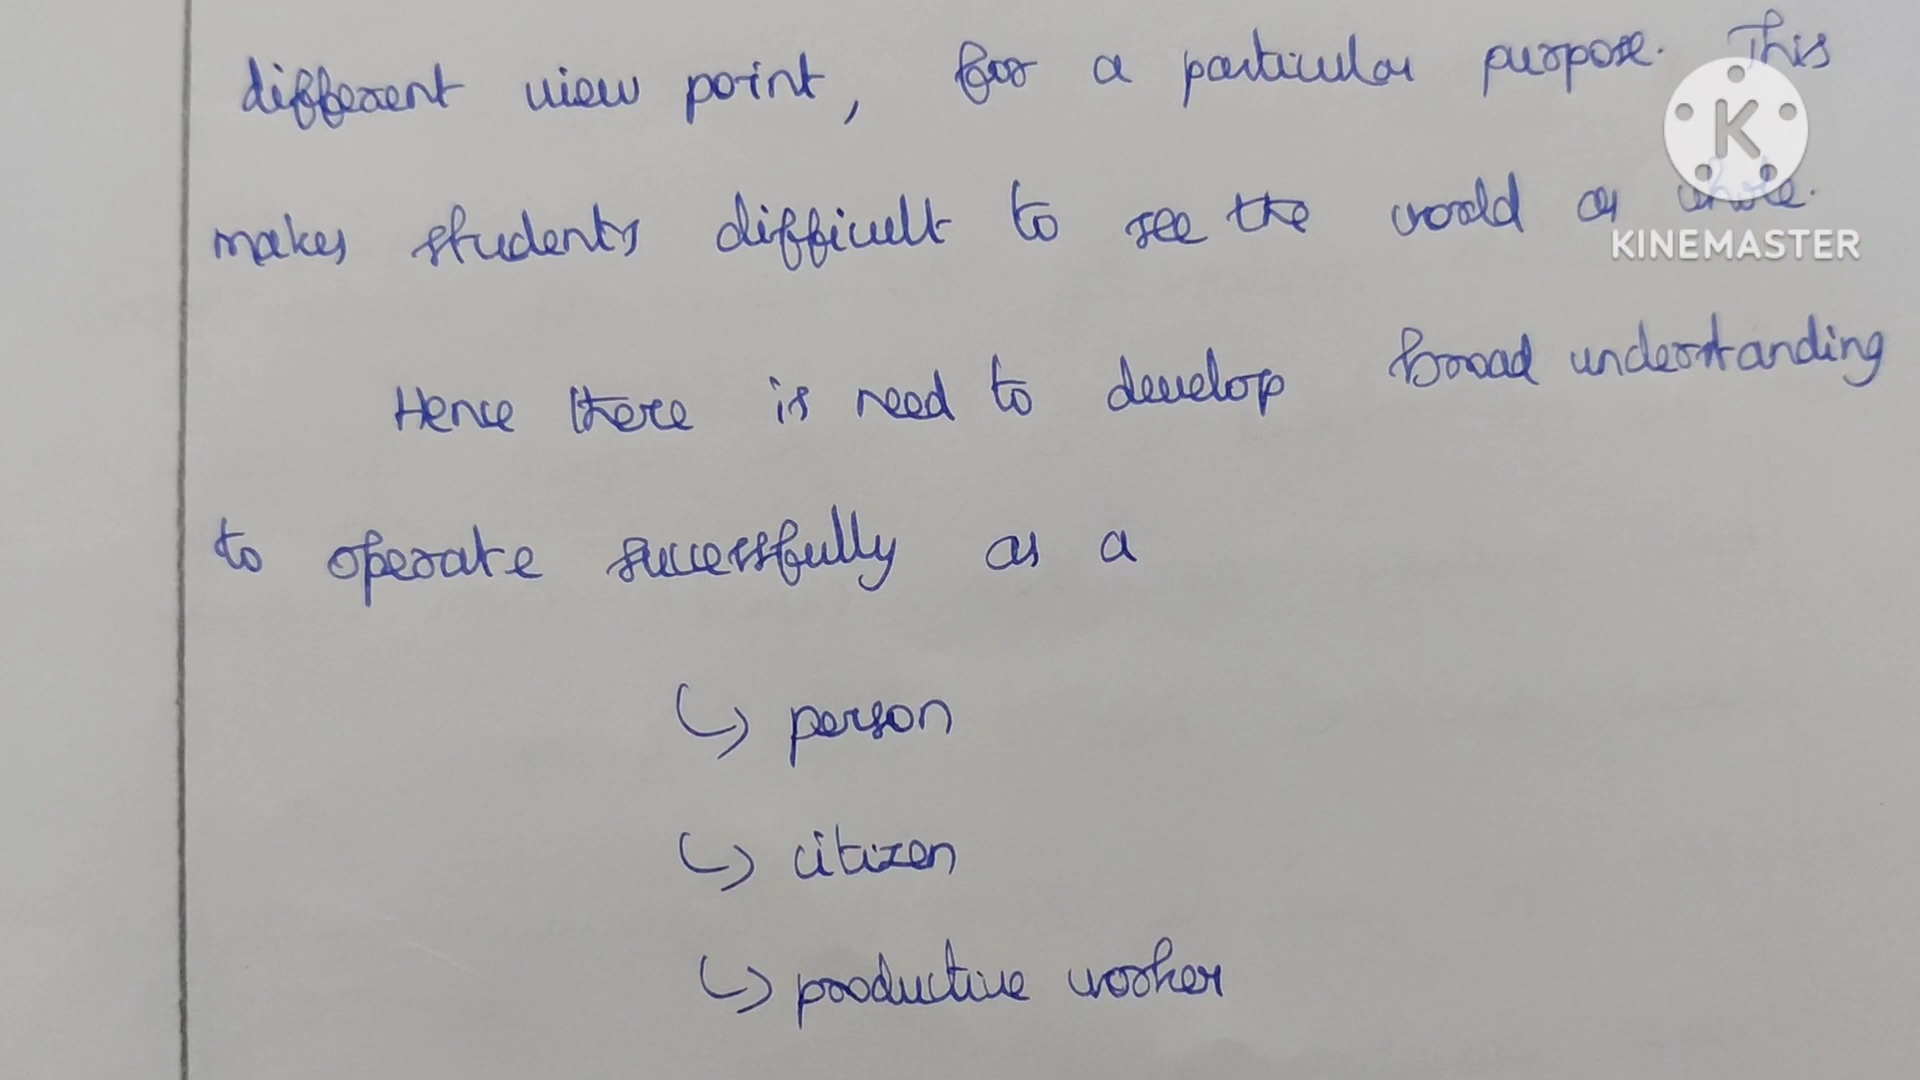 different view point, for a particular purpose. This
makes students difficult to see the world as whole.
KINEMASTER
Hence there is need to develop broad understanding
to operate successfully as a
↪ person
↪ citizen
↪ productive worker